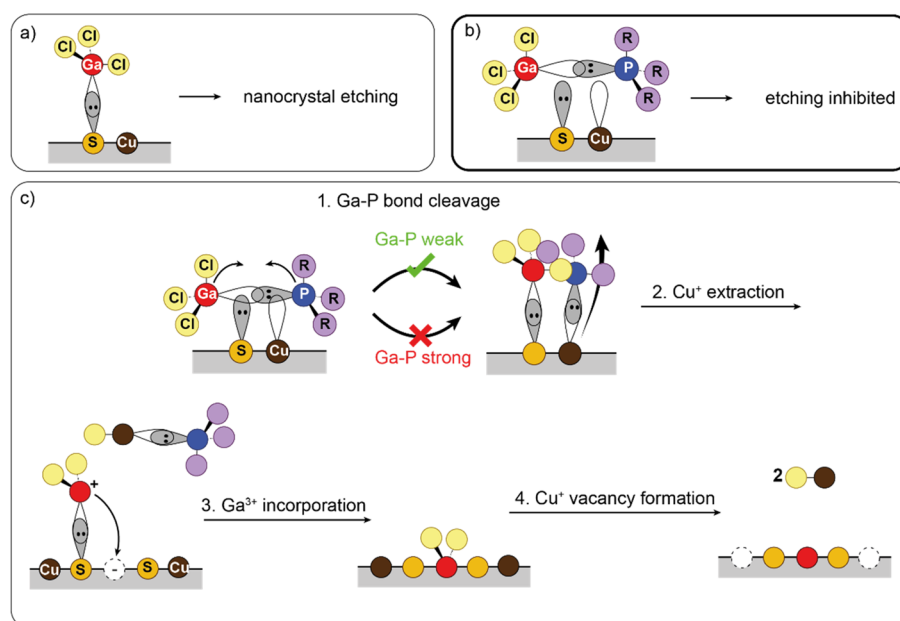 a)
Cl
Cl
Ga
Cl
S
Cu
nanocrystal etching
b)
Cl
R
Cl
Ga
P
R
Cl
R
S
Cu
etching inhibited
c)
1. Ga-P bond cleavage
Ga-P weak
Ga-P strong
Cl
R
Cl
Ga
P
R
Cl
R
S
Cu
2. Cu⁺ extraction
+
Cu
S
-
S
Cu
3. Ga³⁺ incorporation
4. Cu⁺ vacancy formation
2